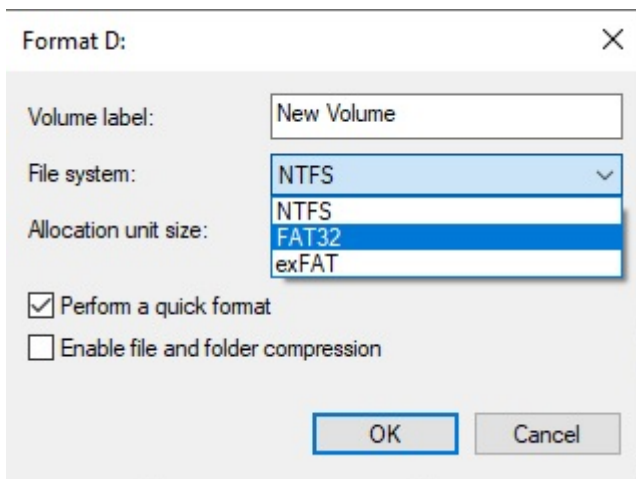 Format D:
Volume label: New Volume
File system: NTFS
NTFS
Allocation unit size: FAT32
exFAT
Perform a quick format
Enable file and folder compression
OK Cancel